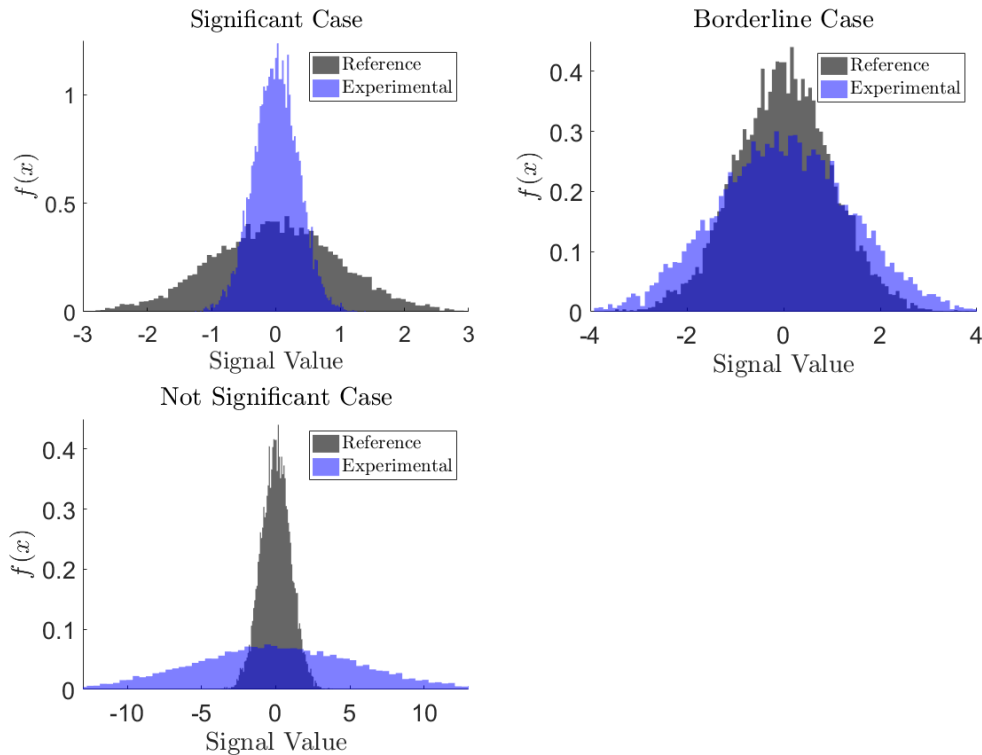 Significant Case
Reference
Experimental
1
0.5
0
f(x)
-3 -2 -1 0 1 2 3
Signal Value
Borderline Case
Reference
Experimental
0.4
0.3
0.2
0.1
0
f(x)
-4 -2 0 2 4
Signal Value
Not Significant Case
Reference
Experimental
0.4
0.3
0.2
0.1
0
f(x)
-10 -5 0 5 10
Signal Value